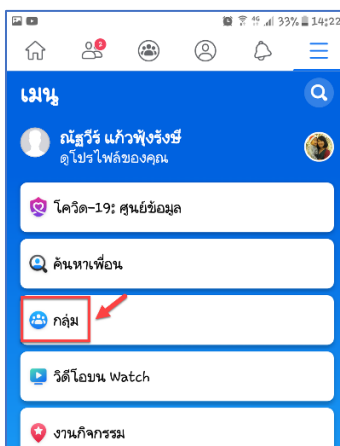 33% 14:22
2
เมนู
ณัฐวีร์ แก้วฟุ้งรังษี
ดูโปรไฟล์ของคุณ
โควิด-19: ศูนย์ข้อมูล
ค้นหาเพื่อน
กลุ่ม
วิดีโอบน Watch
งานกิจกรรม